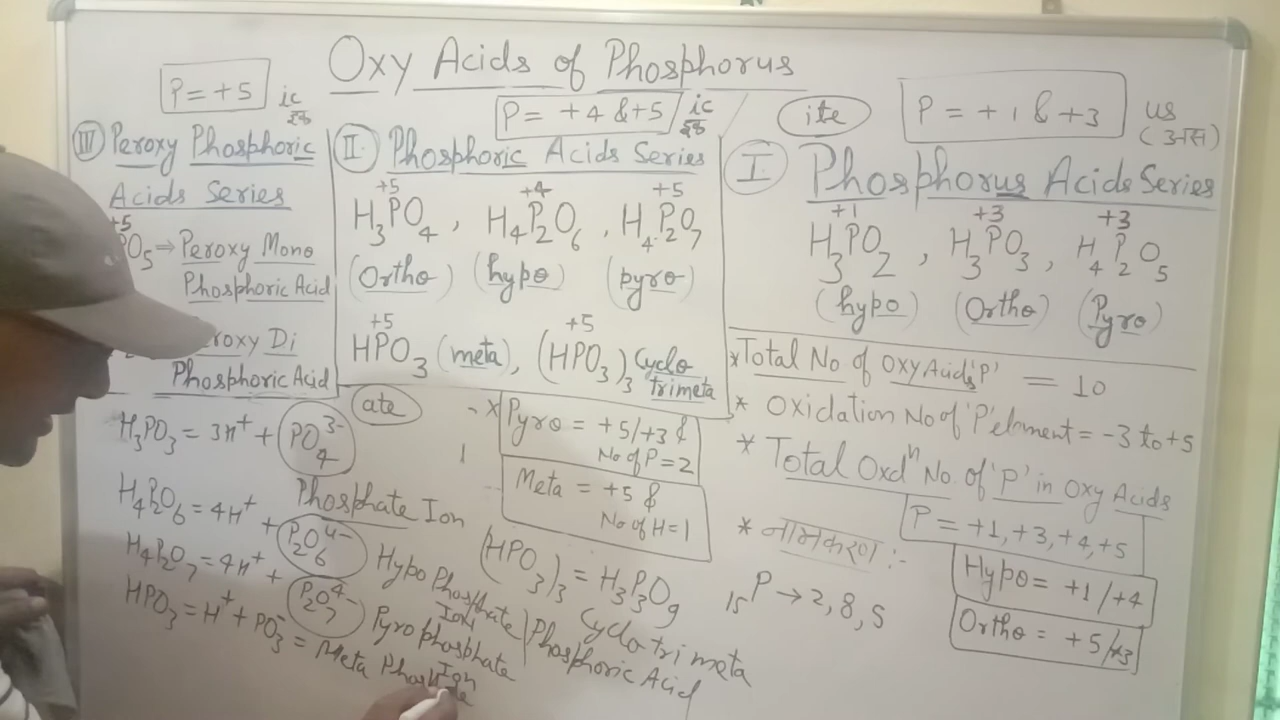 Oxy Acids of Phosphorus
P = +5 ic
III Peroxy Phosphoric
Acids Series
+5
PO5 ⇒ Peroxy Mono
Phosphoric Acid
roxy Di
Phosphoric Acid
P = +4 & +5 ic
II Phosphoric Acids Series
+5 +4 +5
H3PO4 , H4P2O6 , H4P2O7
(Ortho) (hypo) (pyro)
+5 +5
HPO3 (meta), (HPO3)3 Cyclo
trimeta
ite P = +1 & +3 us
(अस)
I. Phosphorus Acids Series
+1 +3 +3
H3PO2 , H3PO3 , H4P2O5
(hypo) (Ortho) (Pyro)
*Total No of Oxy Acids 'P' = 10
* Oxidation No of 'P' element = -3 to +5
* Total Oxdn No. of 'P' in Oxy Acids
P = +1, +3, +4, +5
* नामकरण :-
Hypo = +1/+4
Ortho = +5/+3
15P → 2, 8, 5
ate
* Pyro = +5/+3 &
No of P = 2
Meta = +5 &
No of H = 1
H3PO3 = 3H+ + PO4 3-
Phosphate Ion
H4P2O6 = 4H+ + P2O6 4-
Hypo Phosphate
Ion
H4P2O7 = 4H+ + P2O7 4-
Pyro phosphate
Ion
HPO3 = H+ + PO3- = Meta Phosphate
(HPO3)3 = H3P3O9
Cyclo tri meta
Phosphoric Acid